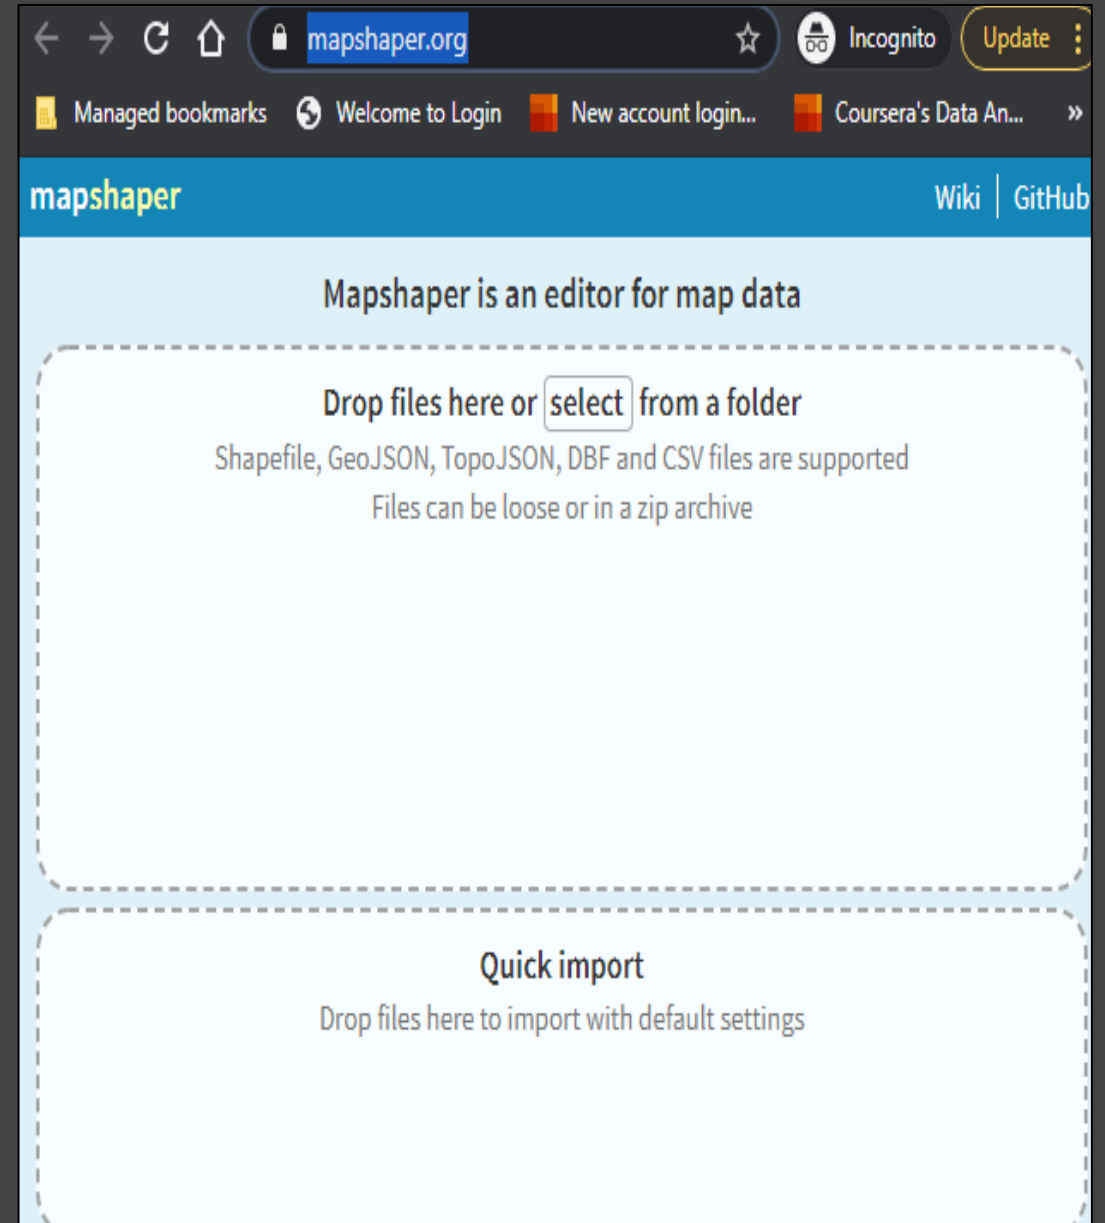 mapshaper.org Incognito Update
Managed bookmarks Welcome to Login New account login... Coursera's Data An... »
mapshaper Wiki GitHub
Mapshaper is an editor for map data
Drop files here or select from a folder
Shapefile, GeoJSON, TopoJSON, DBF and CSV files are supported
Files can be loose or in a zip archive
Quick import
Drop files here to import with default settings